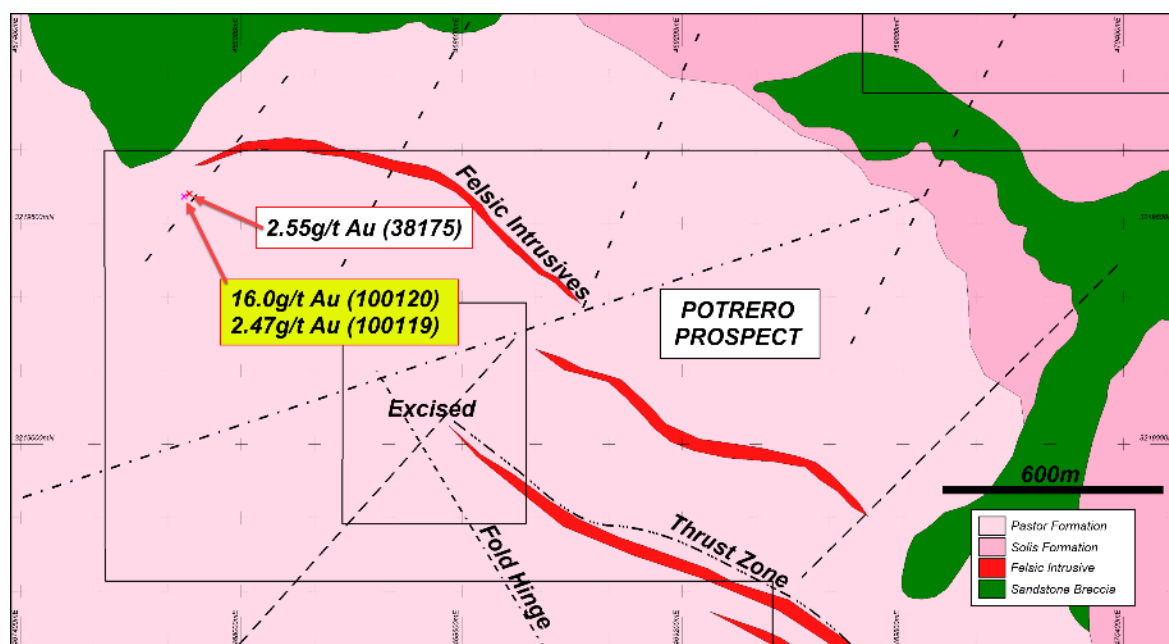 Felsic Intrusives
2.55g/t Au (38175)
16.0g/t Au (100120)
2.47g/t Au (100119)
POTRERO
PROSPECT
Excised
Fold Hinge
Thrust Zone
600m
Pastor Formation
Solis Formation
Felsic Intrusive
Sandstone Breccia